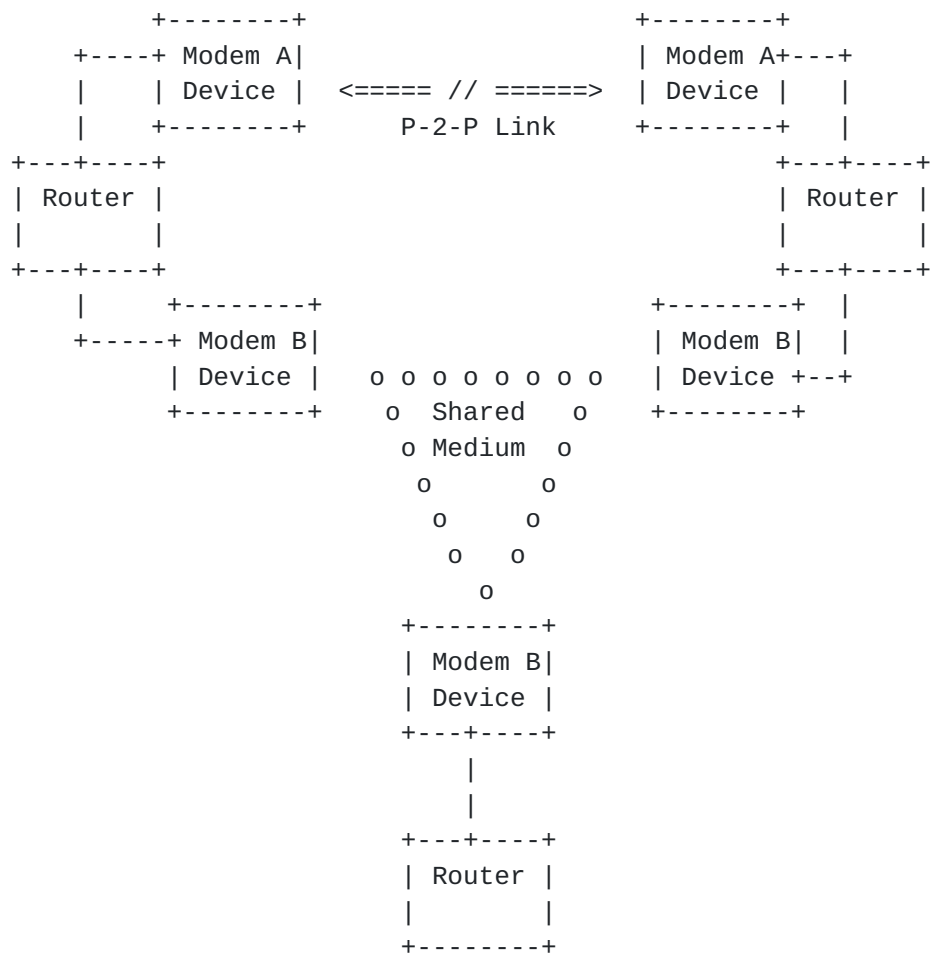 Modem A Modem A
Device Device
P-2-P Link
Router Router
Modem B Modem B
Device Device
Shared
Medium
Modem B
Device
Router